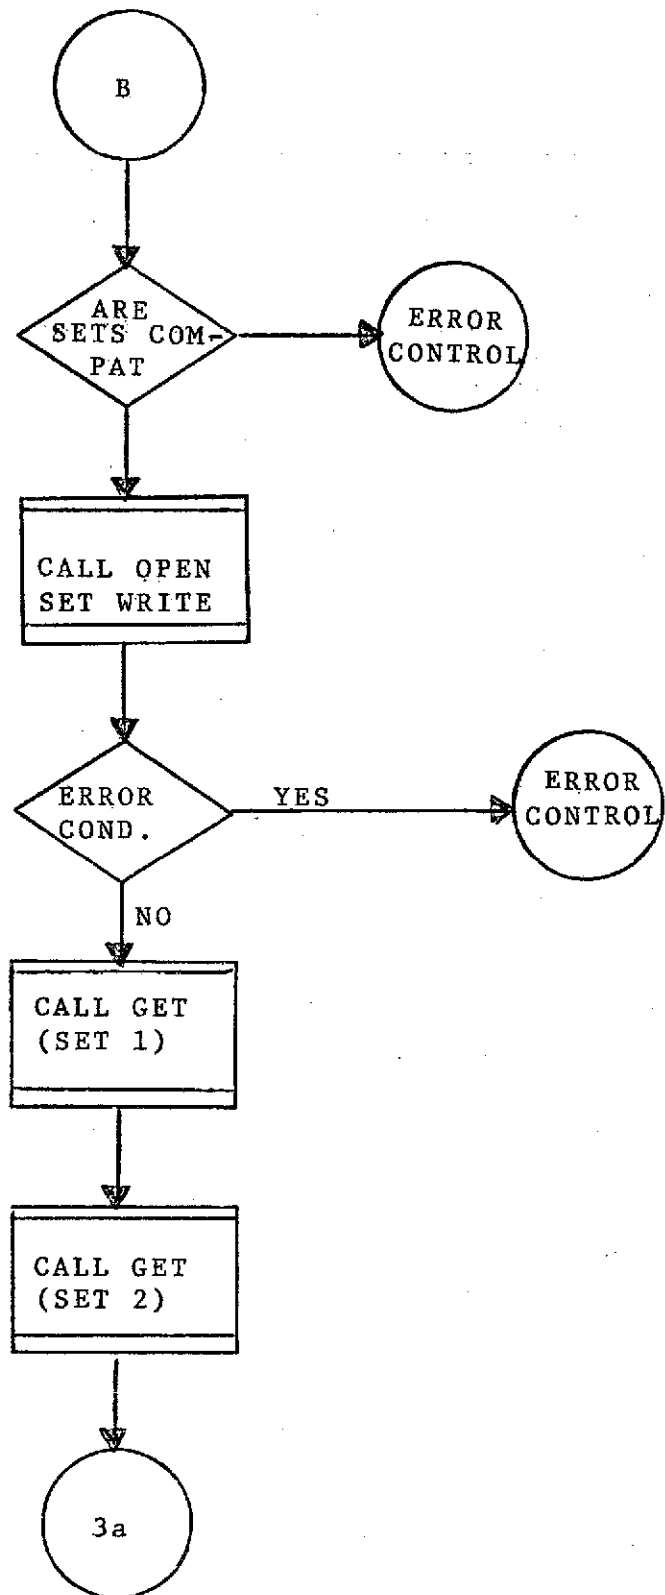 B
ARE
SETS COM-
PAT
ERROR
CONTROL
CALL OPEN
SET WRITE
ERROR
COND.
YES
ERROR
CONTROL
NO
CALL GET
(SET 1)
CALL GET
(SET 2)
3a